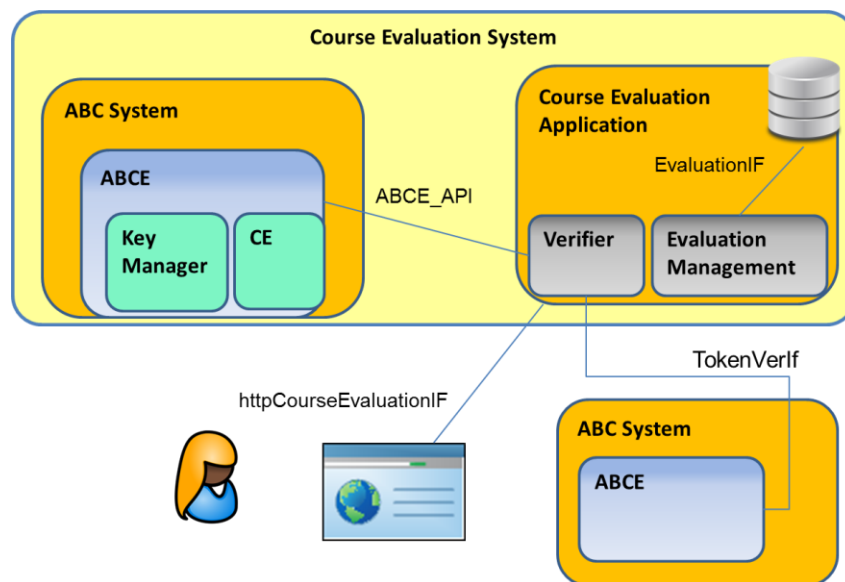 Course Evaluation System
ABC System
ABCE
Key
Manager
CE
ABCE_API
Course Evaluation
Application
EvaluationIF
Verifier
Evaluation
Management
httpCourseEvaluationIF
TokenVerIf
ABC System
ABCE